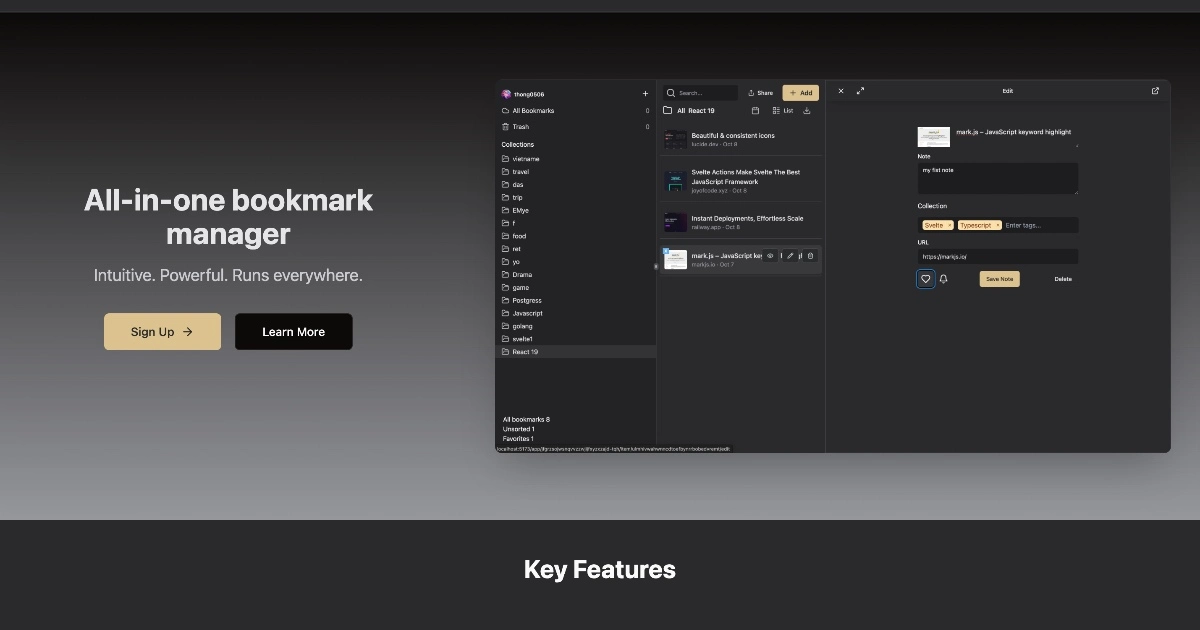 All-in-one bookmark
manager
Intuitive. Powerful. Runs everywhere.
Sign Up
Learn More
thong0506
All Bookmarks 0
Trash 0
Collections
vietname
travel
das
trip
EMye
f
food
ret
yo
Drama
game
Postgress
Javascript
golang
svelte1
React 19
All bookmarks 8
Unsorted 1
Favorites 1
Search...
Share
Add
All React 19
List
Beautiful & consistent icons
lucide.dev · Oct 9
Svelte Actions Make Svelte The Best
JavaScript Framework
joyofcode.xyz · Oct 8
Instant Deployments, Effortless Scale
railway.app · Oct 8
mark.js – JavaScript key
markjs.io · Oct 7
Edit
mark.js – JavaScript keyword highlight
Note
my fist note
Collection
Svelte × Typescript × Enter tags...
URL
https://markjs.io/
Save Note
Delete
Key Features